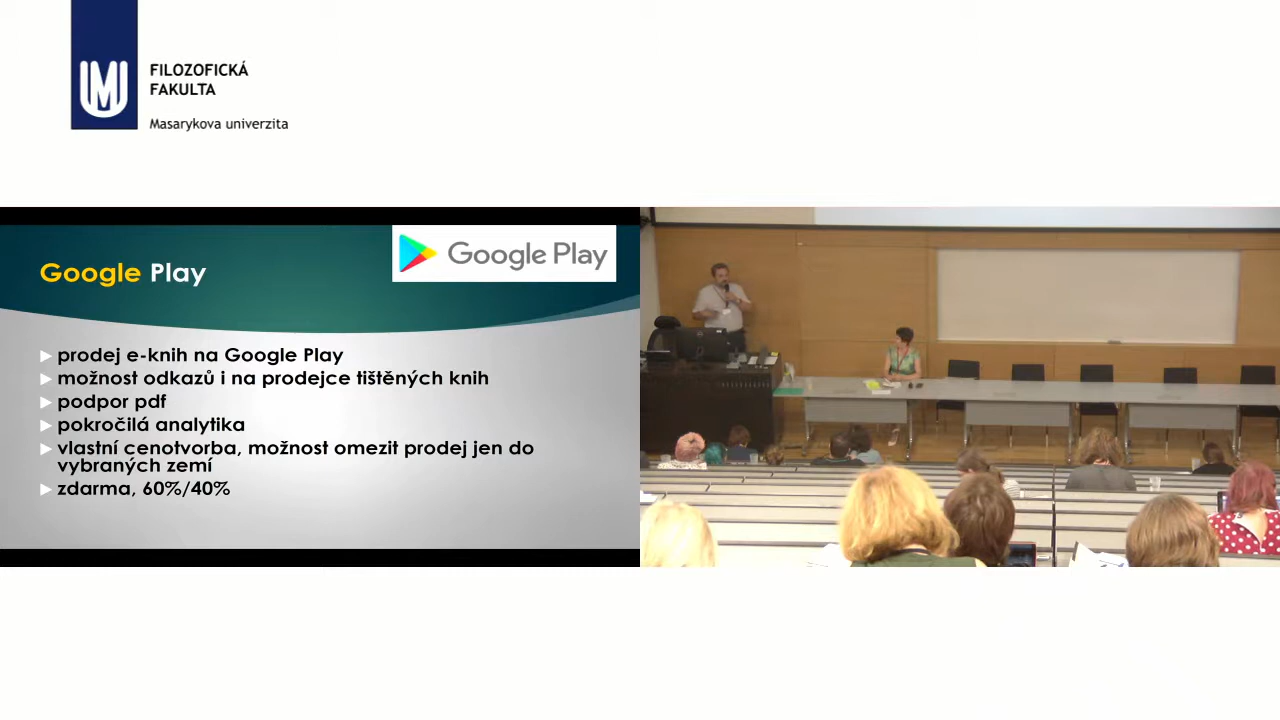 FILOZOFICKÁ
FAKULTA
Masarykova univerzita
Google Play
Google Play
prodej e-knih na Google Play
možnost odkazů i na prodejce tištěných knih
podpor pdf
pokročilá analytika
vlastní cenotvorba, možnost omezit prodej jen do
vybraných zemí
zdarma, 60%/40%